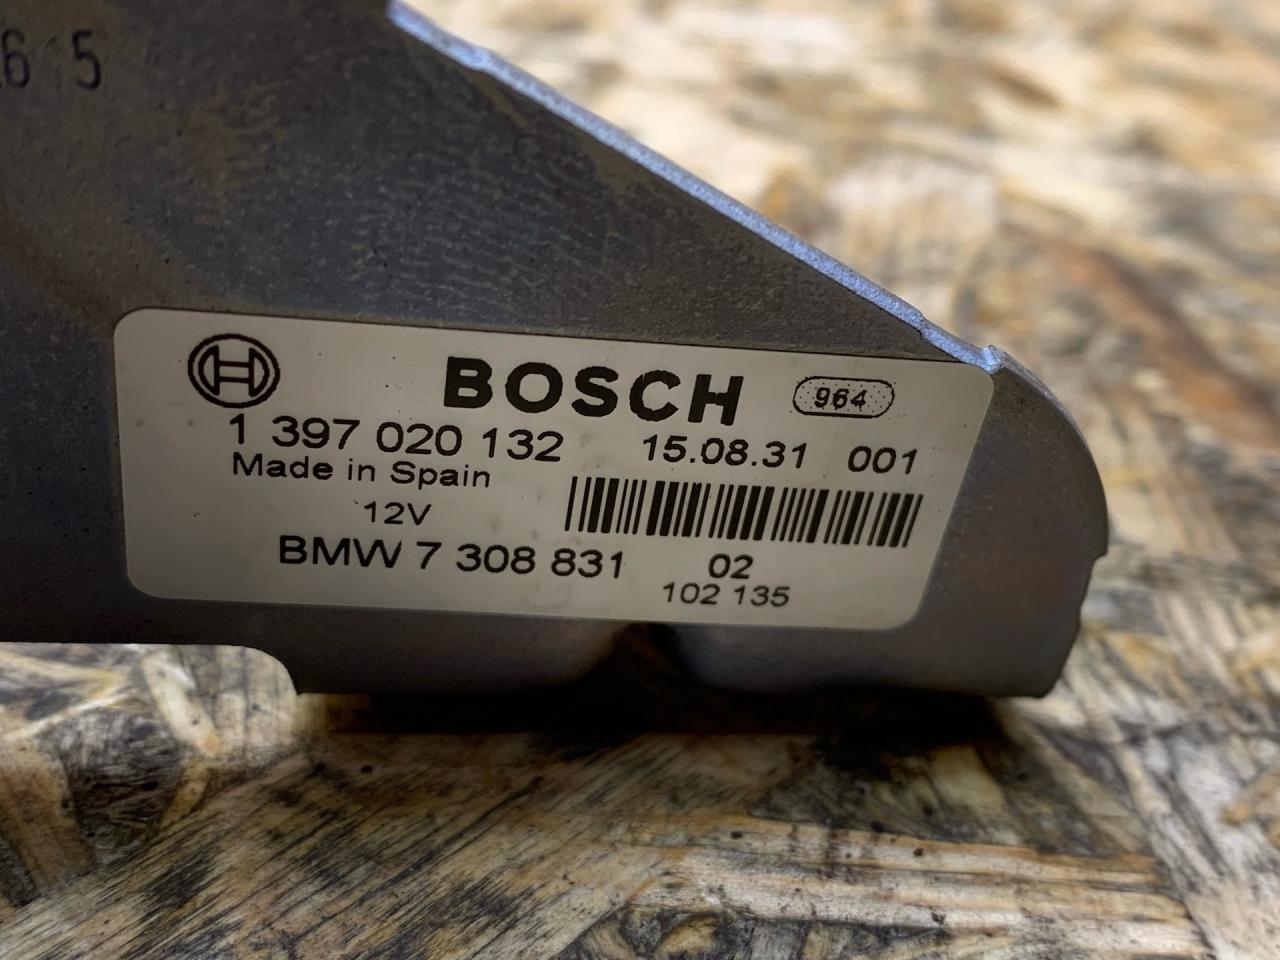 BOSCH 964
1 397 020 132 15.08.31 001
Made in Spain
12V
BMW 7 308 831 02
102 135